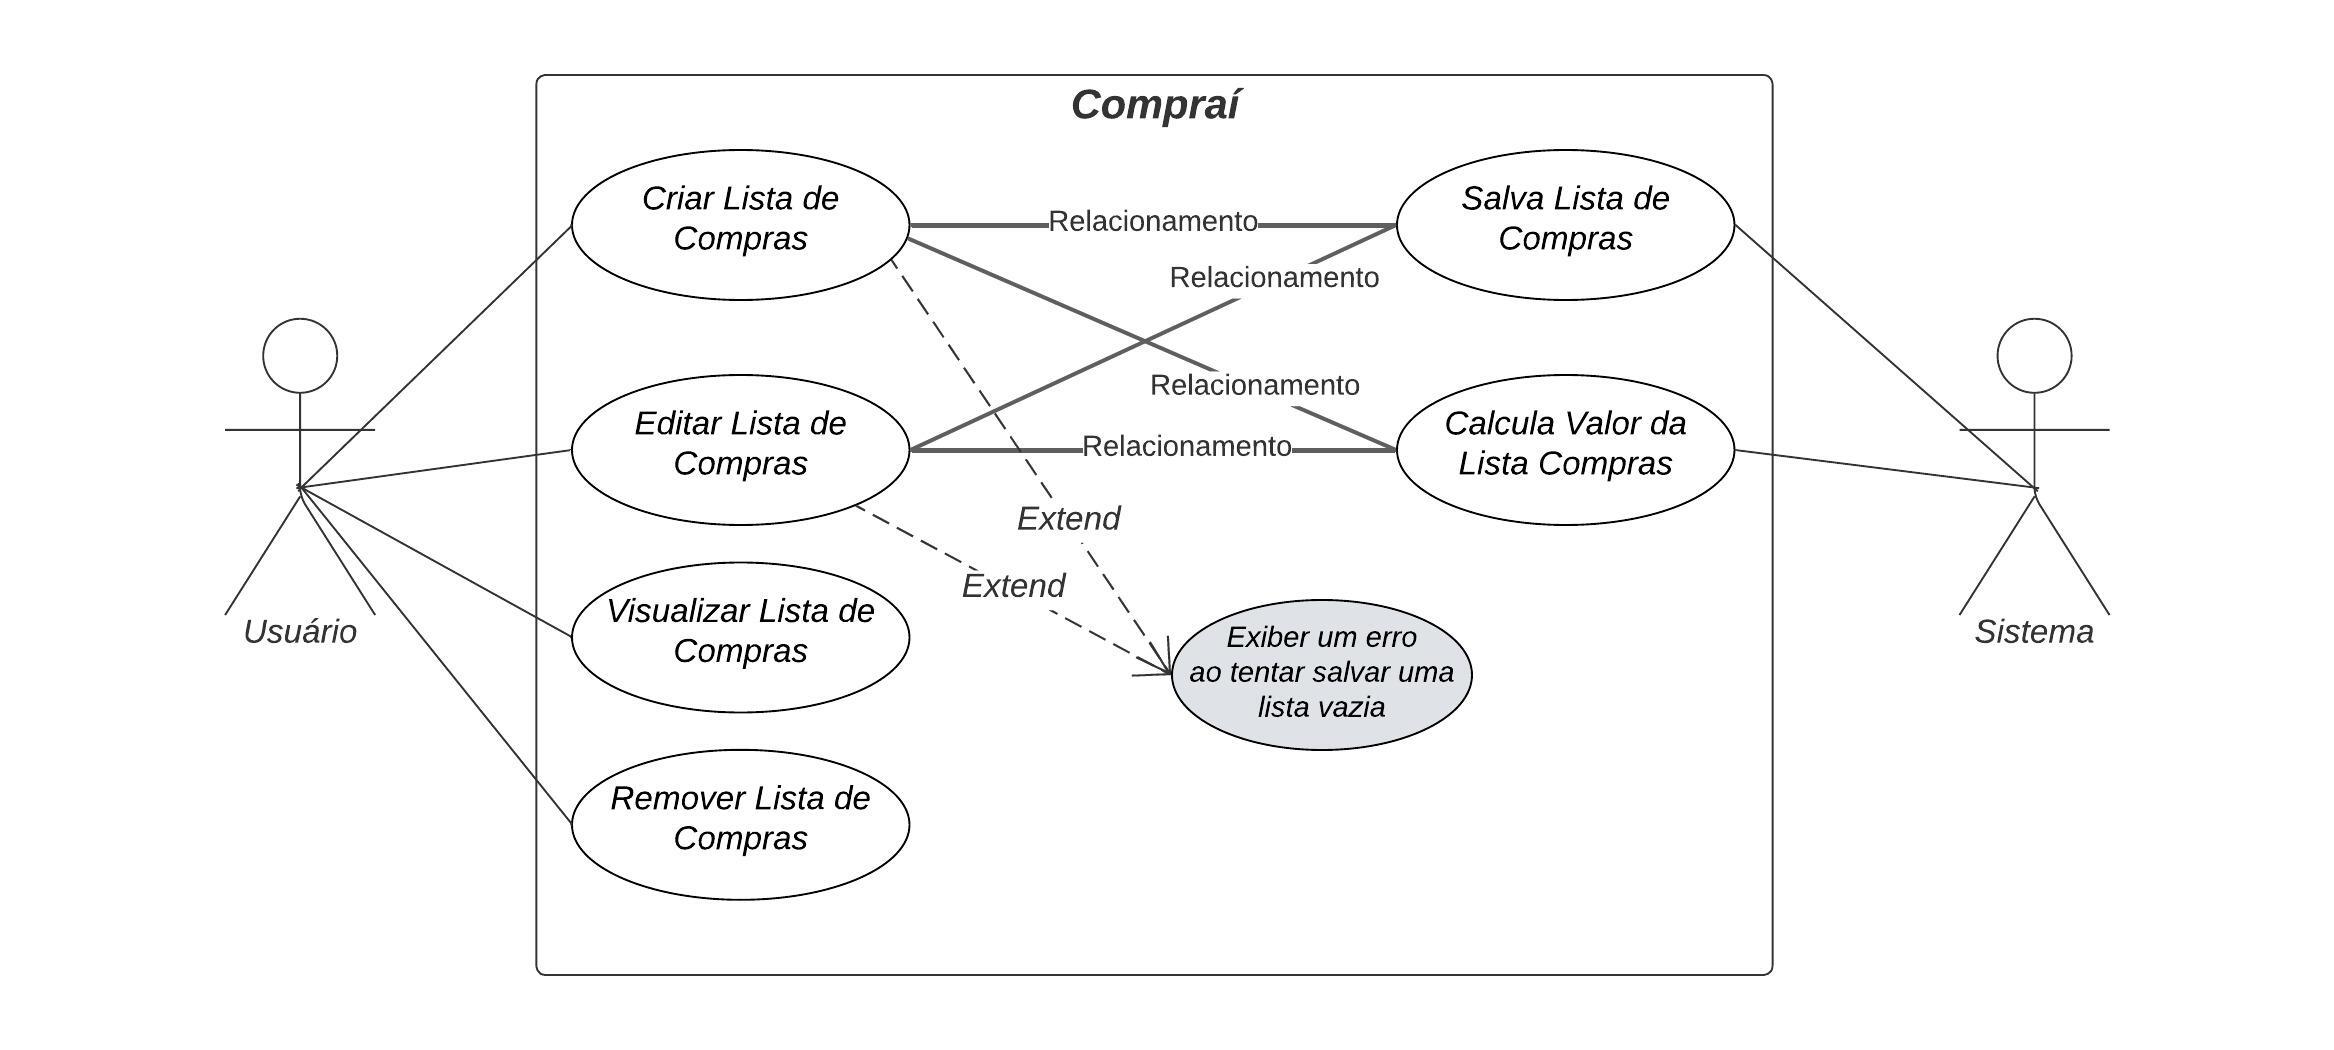 Compraí
Criar Lista de
Compras
Relacionamento
Salva Lista de
Compras
Relacionamento
Relacionamento
Editar Lista de
Compras
Relacionamento
Calcula Valor da
Lista Compras
Extend
Extend
Visualizar Lista de
Compras
Usuário
Sistema
Exiber um erro
ao tentar salvar uma
lista vazia
Remover Lista de
Compras